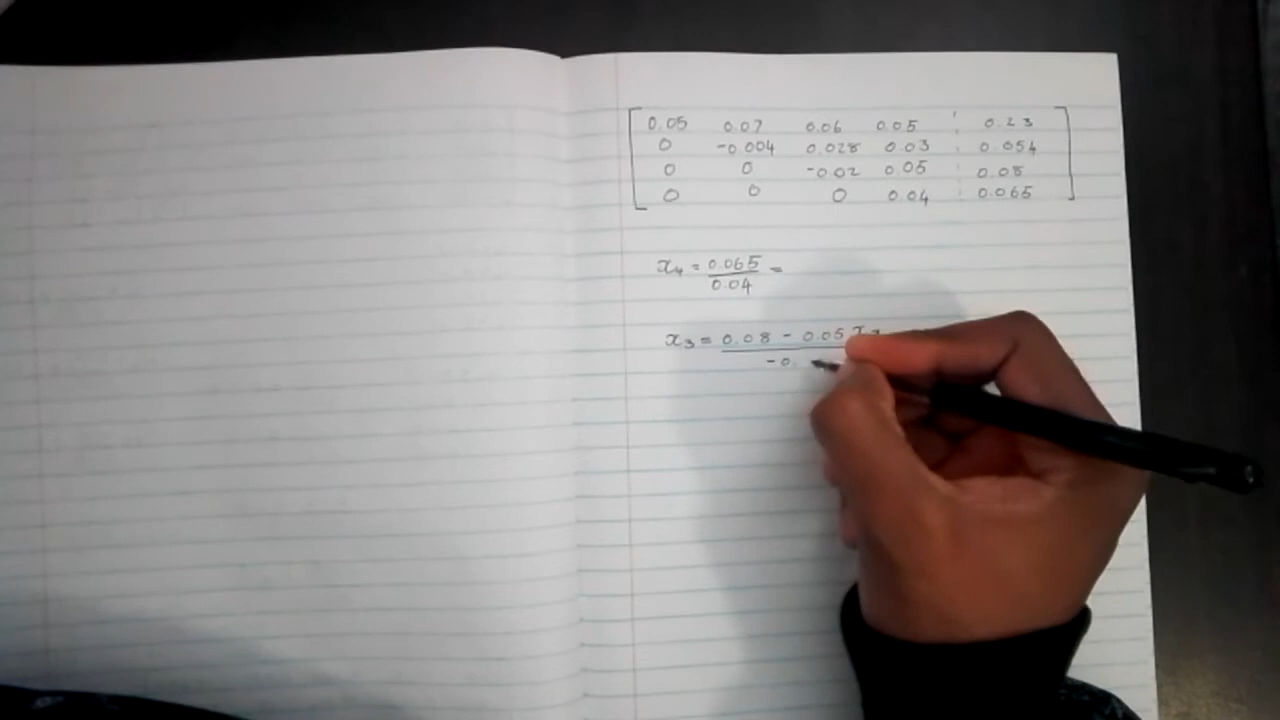 0.05 0.07 0.06 0.05 : 0.23
0 -0.004 0.028 0.03 : 0.054
0 0 -0.02 0.05 : 0.08
0 0 0 0.04 : 0.065
x₄ = 0.065 =
0.04
x₃ = 0.08 - 0.05 x
-0.